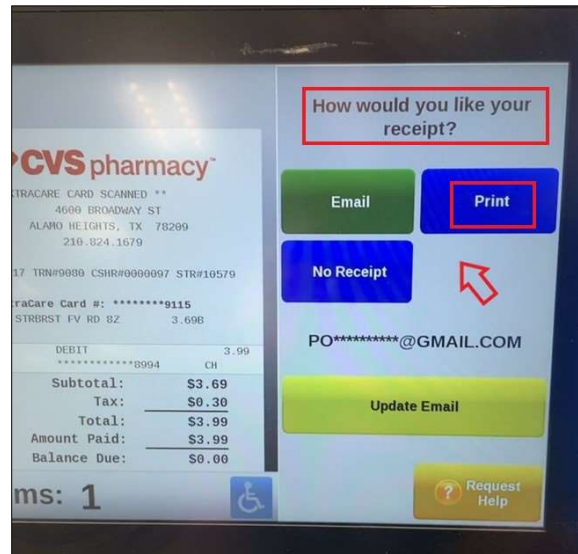 CVS pharmacy
TRACARE CARD SCANNED **
4600 BROADWAY ST
ALAMO HEIGHTS, TX 78209
210.824.1679
17 TRN#9080 CSHR#0000097 STR#10579
raCare Card #: ********9115
STRBRST FV RD 8Z 3.69B
DEBIT 3.99
************8994 CH
Subtotal: $3.69
Tax: $0.30
Total: $3.99
Amount Paid: $3.99
Balance Due: $0.00
ms: 1
How would you like your
receipt?
Email
Print
No Receipt
PO**********@GMAIL.COM
Update Email
? Request
Help